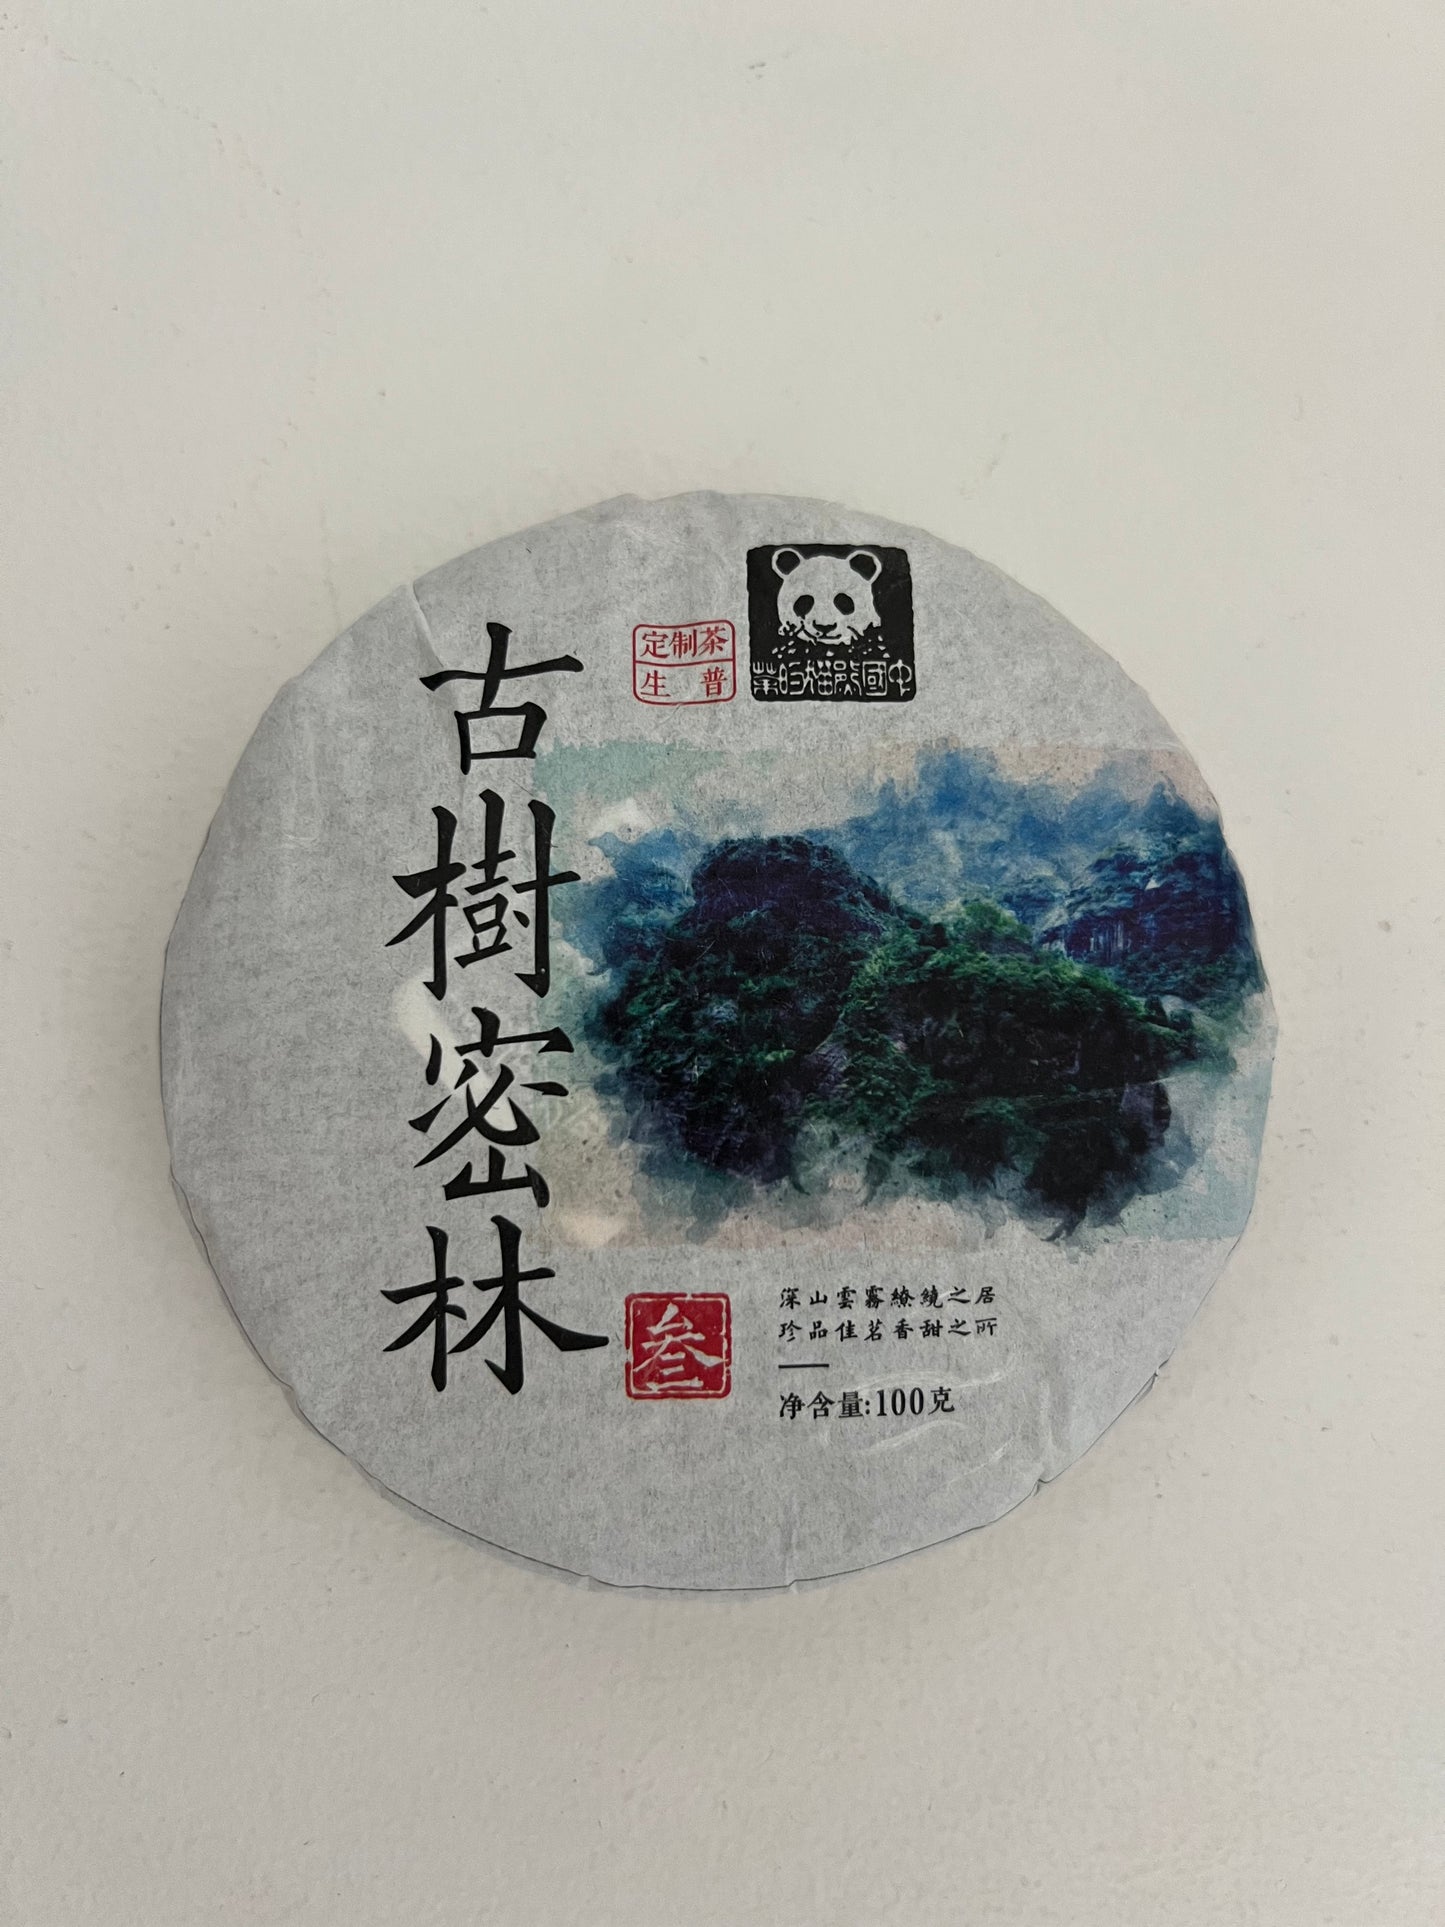 古樹密林
定制茶
生普
中國熊猫的茶
深山雲霧繚繞之居
珍品佳茗香甜之所
净含量:100克
叁